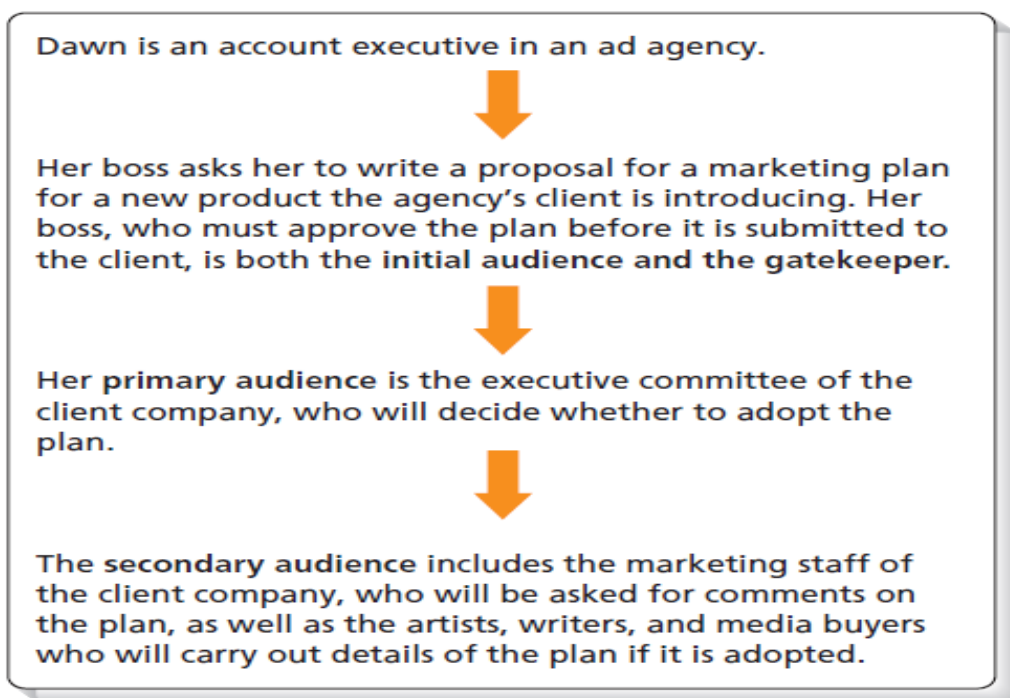 Dawn is an account executive in an ad agency.
Her boss asks her to write a proposal for a marketing plan
for a new product the agency’s client is introducing. Her
boss, who must approve the plan before it is submitted to
the client, is both the initial audience and the gatekeeper.
Her primary audience is the executive committee of the
client company, who will decide whether to adopt the
plan.
The secondary audience includes the marketing staff of
the client company, who will be asked for comments on
the plan, as well as the artists, writers, and media buyers
who will carry out details of the plan if it is adopted.